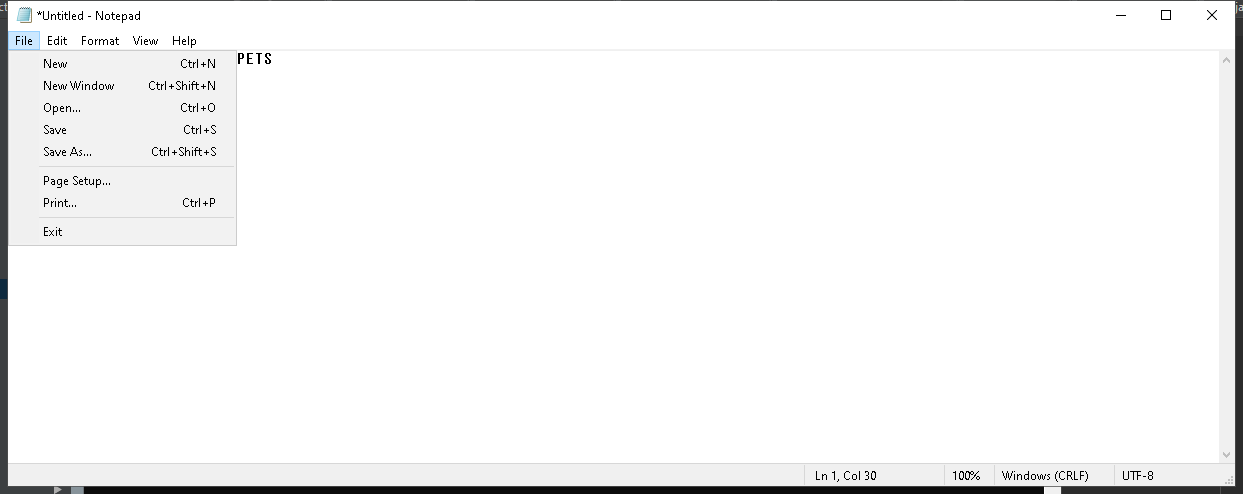 *Untitled - Notepad
File Edit Format View Help
PETS
New Ctrl+N
New Window Ctrl+Shift+N
Open... Ctrl+O
Save Ctrl+S
Save As... Ctrl+Shift+S
Page Setup... 
Print... Ctrl+P
Exit
Ln 1, Col 30 100% Windows (CRLF) UTF-8